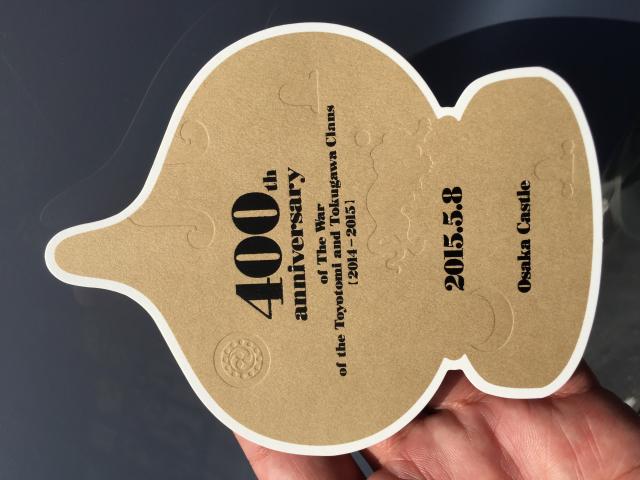 400th
anniversary
of The War
of the Toyotomi and Tokugawa Clans
[2014-2015]
2015.5.8
Osaka Castle